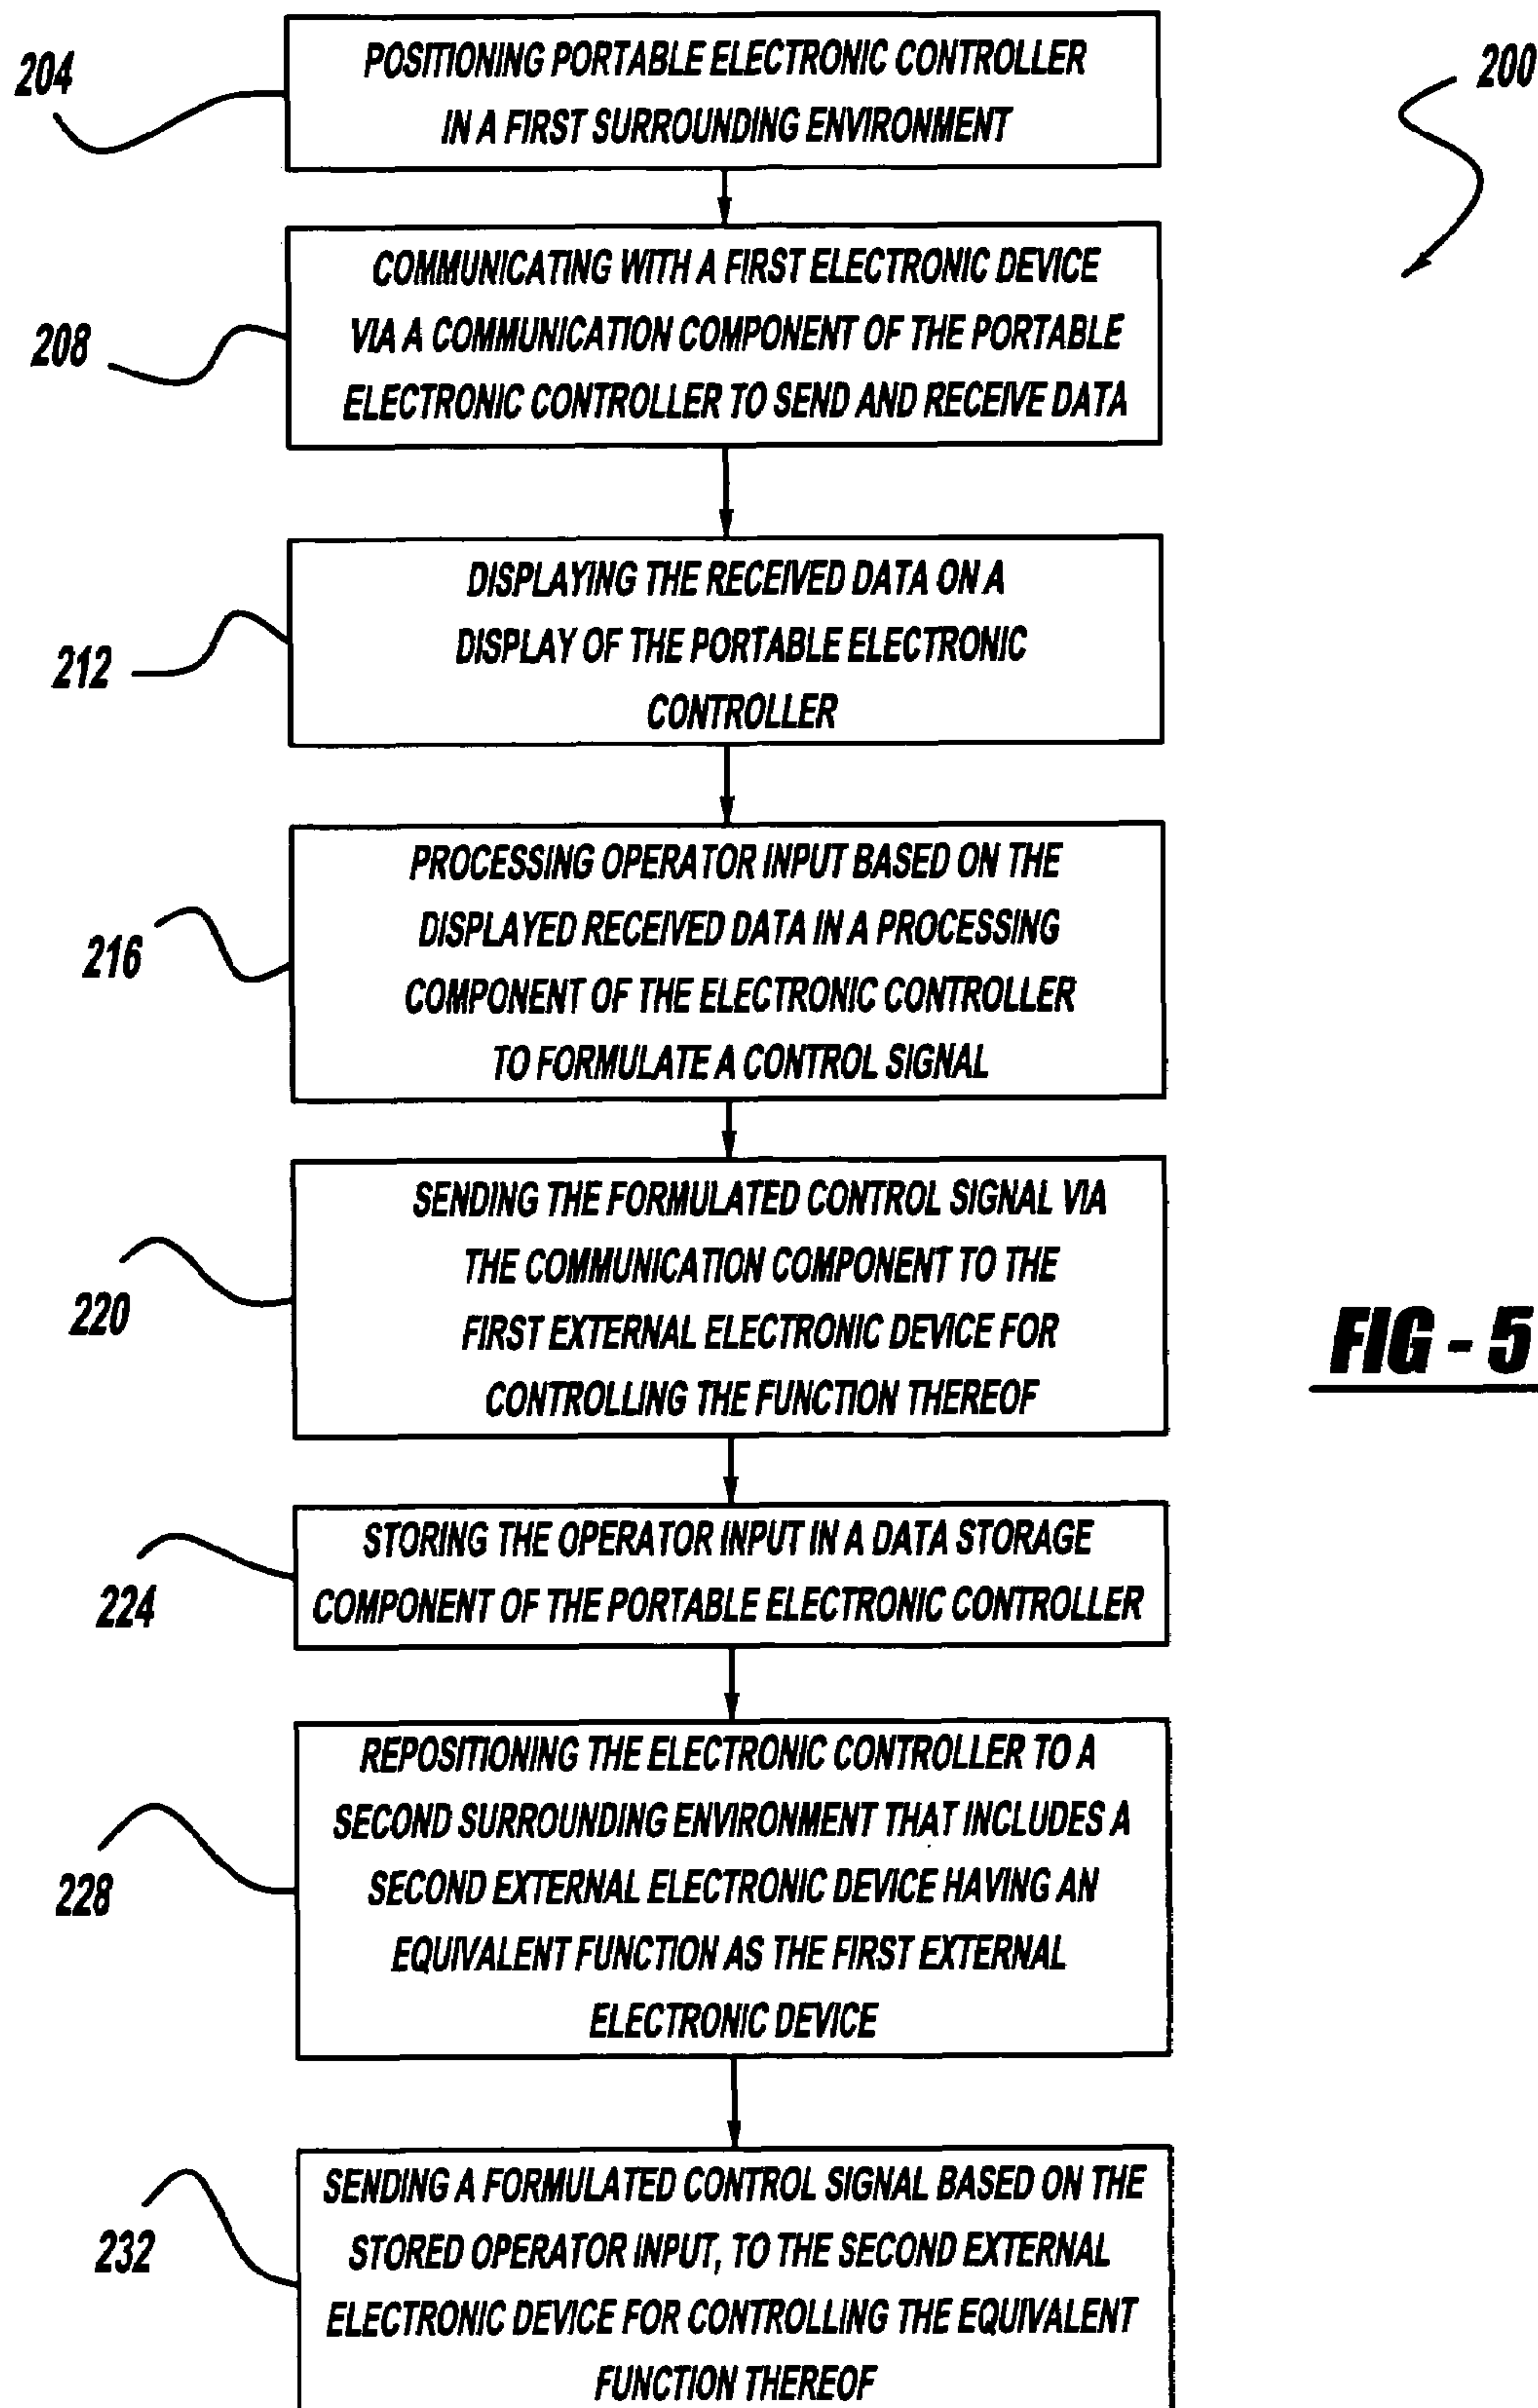 204
POSITIONING PORTABLE ELECTRONIC CONTROLLER
IN A FIRST SURROUNDING ENVIRONMENT
200
208
COMMUNICATING WITH A FIRST ELECTRONIC DEVICE
VIA A COMMUNICATION COMPONENT OF THE PORTABLE
ELECTRONIC CONTROLLER TO SEND AND RECEIVE DATA
212
DISPLAYING THE RECEIVED DATA ON A
DISPLAY OF THE PORTABLE ELECTRONIC
CONTROLLER
216
PROCESSING OPERATOR INPUT BASED ON THE
DISPLAYED RECEIVED DATA IN A PROCESSING
COMPONENT OF THE ELECTRONIC CONTROLLER
TO FORMULATE A CONTROL SIGNAL
220
SENDING THE FORMULATED CONTROL SIGNAL VIA
THE COMMUNICATION COMPONENT TO THE
FIRST EXTERNAL ELECTRONIC DEVICE FOR
CONTROLLING THE FUNCTION THEREOF
FIG - 5
224
STORING THE OPERATOR INPUT IN A DATA STORAGE
COMPONENT OF THE PORTABLE ELECTRONIC CONTROLLER
228
REPOSITIONING THE ELECTRONIC CONTROLLER TO A
SECOND SURROUNDING ENVIRONMENT THAT INCLUDES A
SECOND EXTERNAL ELECTRONIC DEVICE HAVING AN
EQUIVALENT FUNCTION AS THE FIRST EXTERNAL
ELECTRONIC DEVICE
232
SENDING A FORMULATED CONTROL SIGNAL BASED ON THE
STORED OPERATOR INPUT, TO THE SECOND EXTERNAL
ELECTRONIC DEVICE FOR CONTROLLING THE EQUIVALENT
FUNCTION THEREOF